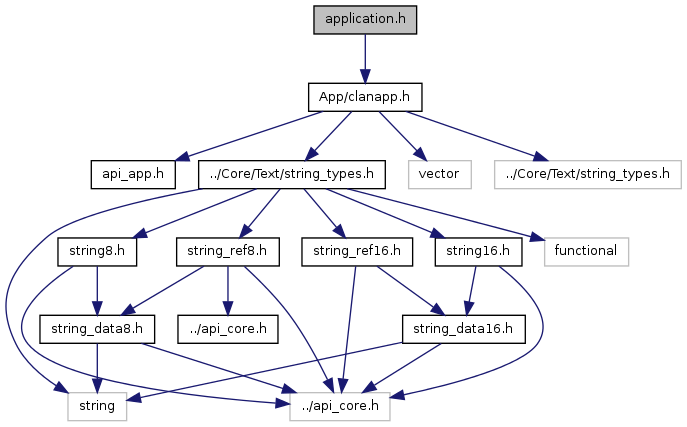 application.h
App/clanapp.h
api_app.h
../Core/Text/string_types.h
vector
../Core/Text/string_types.h
string8.h
string_ref8.h
string_ref16.h
string16.h
functional
string_data8.h
../api_core.h
string_data16.h
string
../api_core.h